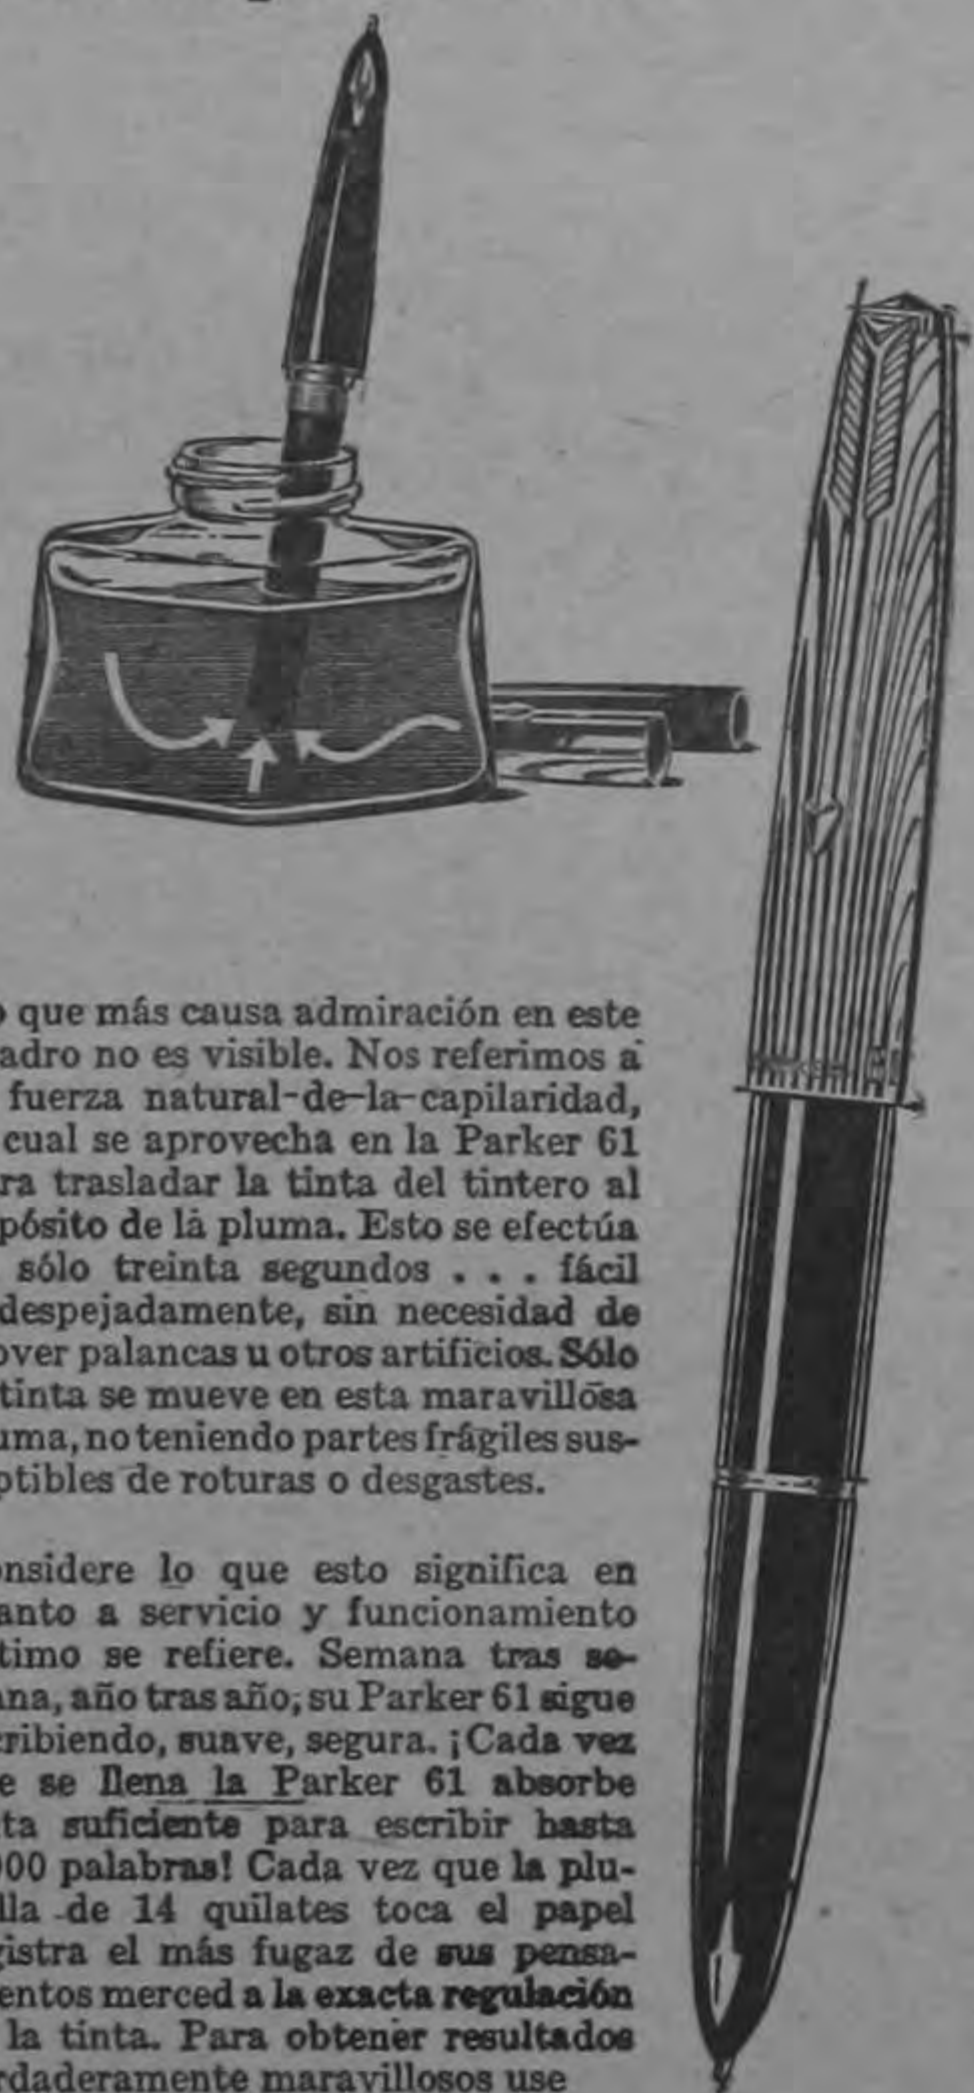 que más causa admiración en este
adro no es visible. Nos referimos a
fuerza natural-de-la-capilaridad,
cual se aprovecha en la Parker 61
ra trasladar la tinta del tintero al
pósito de la pluma. Esto se efectúa
sólo treinta segundos . . . fácil
despejadamente, sin necesidad de
over palancas u otros artificios. Sólo
tinta se mueve en esta maravillosa
uma, no teniendo partes frágiles sus-
ptibles de roturas o desgastes.
nsidere lo que esto significa en
anto a servicio y funcionamiento
timo se refiere. Semana tras se-
ana, año tras año, su Parker 61 sigue
cribiendo, suave, segura. ¡Cada vez
e se llena la Parker 61 absorbe
ta suficiente para escribir hasta
000 palabras! Cada vez que la plu-
lla de 14 quilates toca el papel
gistra el más fugaz de sus pensa-
entos merced a la exacta regulación
la tinta. Para obtener resultados
rdaderamente maravillosos use